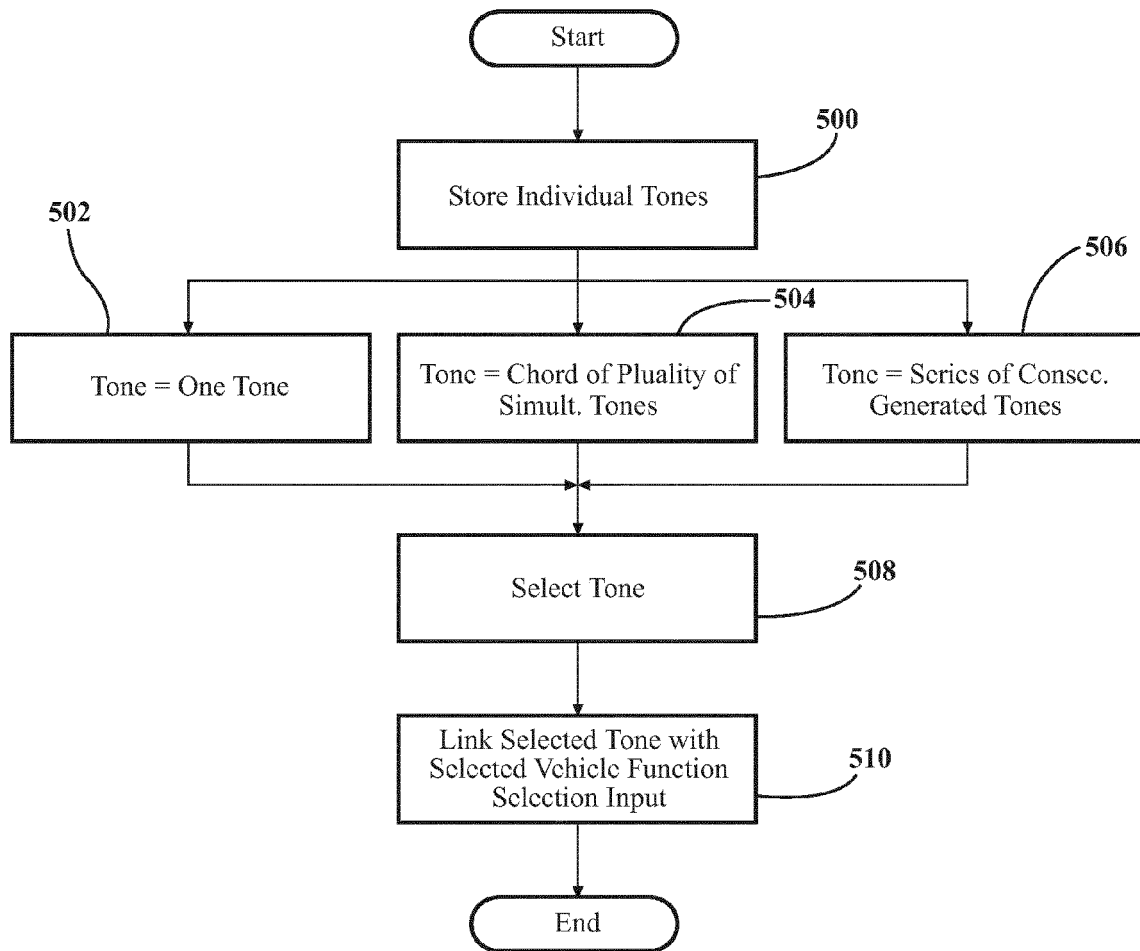 Start
500
Store Individual Tones
502
506
504
Tone = One Tone
Tone = Chord of Pluality of
Simult. Tones
Tone = Series of Consec.
Generated Tones
Select Tone
508
Link Selected Tone with
Selected Vehicle Function
Selection Input
510
End